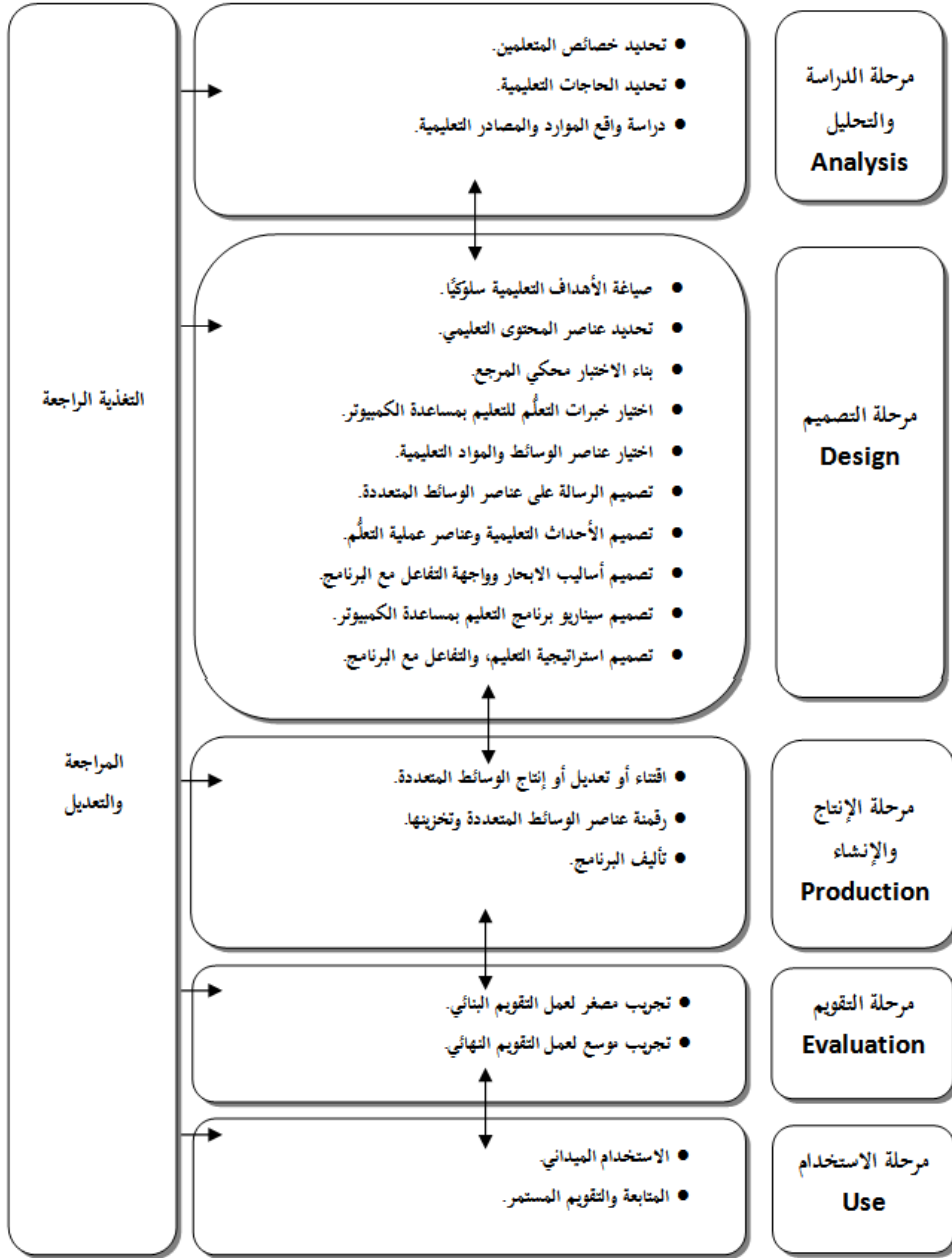 مرحلة الدراسة
والتحليل
Analysis
● تحديد خصائص المتعلمين.
● تحديد الحاجات التعليمية.
● دراسة واقع الموارد والمصادر التعليمية.
مرحلة التصميم
Design
● صياغة الأهداف التعليمية سلوكيًا.
● تحديد عناصر المحتوى التعليمي.
● بناء الاختبار محكي المرجع.
● اختيار خبرات التعلُّم للتعليم بمساعدة الكمبيوتر.
● اختيار عناصر الوسائط والمواد التعليمية.
● تصميم الرسالة على عناصر الوسائط المتعددة.
● تصميم الأحداث التعليمية وعناصر عملية التعلُّم.
● تصميم أساليب الابحار وواجهة التفاعل مع البرنامج.
● تصميم سيناريو برنامج التعليم بمساعدة الكمبيوتر.
● تصميم استراتيجية التعليم، والتفاعل مع البرنامج.
مرحلة الإنتاج
والإنشاء
Production
● اقتناء أو تعديل أو إنتاج الوسائط المتعددة.
● رقمنة عناصر الوسائط المتعددة وتخزينها.
● تأليف البرنامج.
مرحلة التقويم
Evaluation
● تجريب مصغر لعمل التقويم البنائي.
● تجريب موسع لعمل التقويم النهائي.
مرحلة الاستخدام
Use
● الاستخدام الميداني.
● المتابعة والتقويم المستمر.
التغذية الراجعة
المراجعة
والتعديل